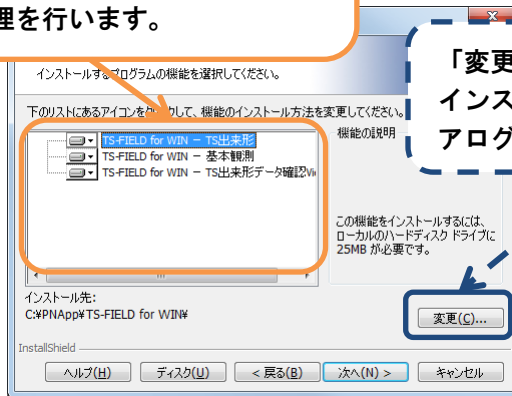 理を行います。
「変更
インス
アログ
インストールするプログラムの機能を選択してください。
下のリストにあるアイコンをクリックして、機能のインストール方法を変更してください。
機能の説明
TS-FIELD for WIN － TS出来形
TS-FIELD for WIN － 基本観測
TS-FIELD for WIN － TS出来形データ確認Vi
この機能をインストールするには、
ローカルのハードディスク ドライブに
25MB が必要です。
インストール先:
C:¥PNApp¥TS-FIELD for WIN¥
変更(C)...
InstallShield
ヘルプ(H) ディスク(U) < 戻る(B) 次へ(N) > キャンセル